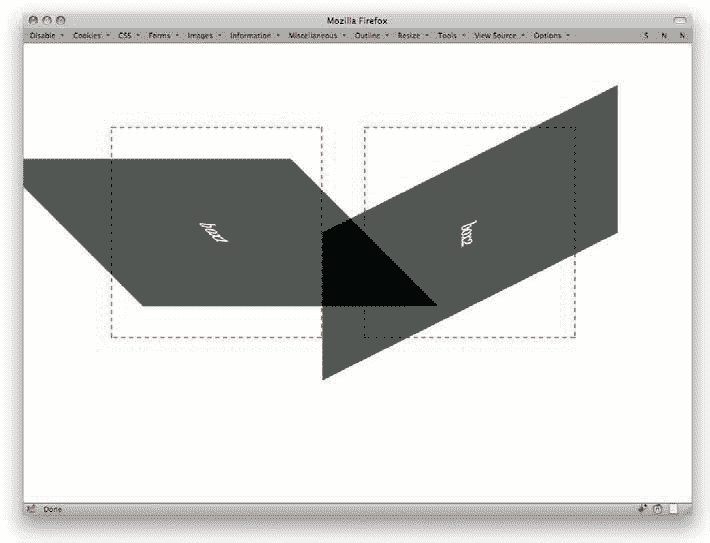 Mozilla Firefox
Disable Cookies CSS Forms Images Information Miscellaneous Outline Resize Tools View Source Options S N N
box1
box2
Done